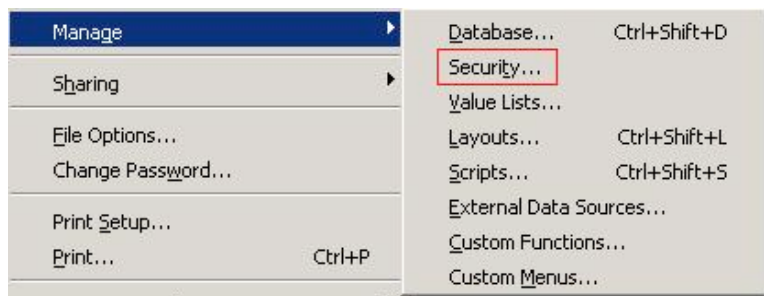 Manage
Sharing
File Options...
Change Password...
Print Setup...
Print... Ctrl+P
Database... Ctrl+Shift+D
Security...
Value Lists...
Layouts... Ctrl+Shift+L
Scripts... Ctrl+Shift+S
External Data Sources...
Custom Functions...
Custom Menus...